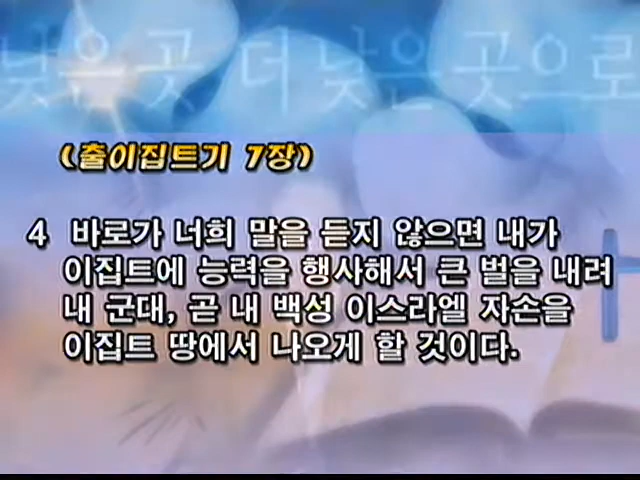 낮은 곳 더 낮은 곳으로
(출이집트기 7장)
4 바로가 너희 말을 듣지 않으면 내가
이집트에 능력을 행사해서 큰 벌을 내려
내 군대, 곧 내 백성 이스라엘 자손을
이집트 땅에서 나오게 할 것이다.